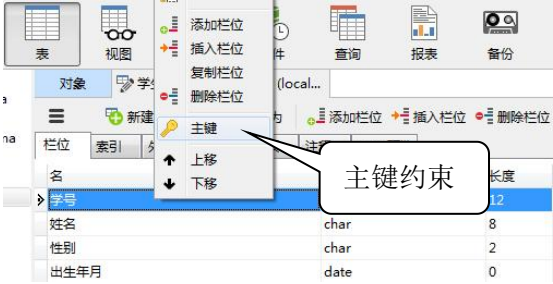 添加栏位
插入栏位
复制栏位
删除栏位
主键
上移
下移
表
视图
查询
报表
备份
对象
(local...
新建
添加栏位
插入栏位
删除栏位
栏位
索引
名
长度
学号
12
姓名
char
8
性别
char
2
出生年月
date
0
主键约束